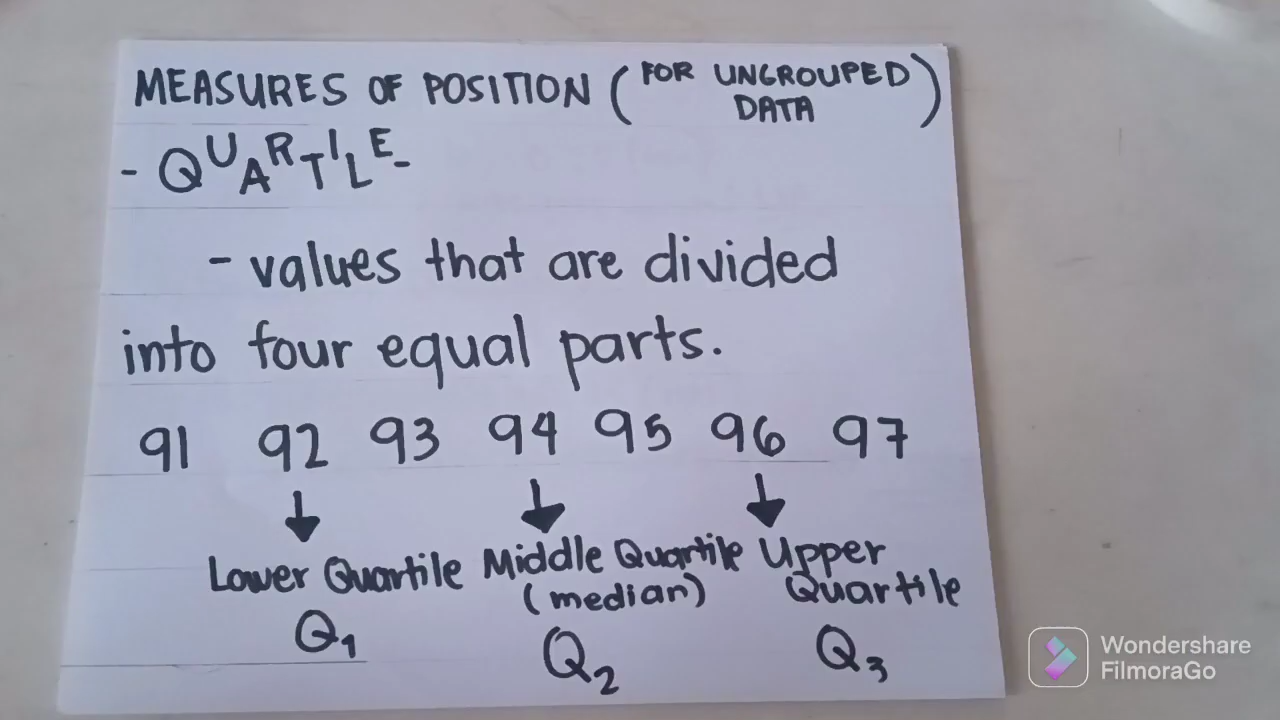 MEASURES OF POSITION (FOR UNGROUPED DATA)
- QUARTILE-
- values that are divided
into four equal parts.
91 92 93 94 95 96 97
Lower Quartile Middle Quartile (median) Upper Quartile
Q1 Q2 Q3
Wondershare
FilmoraGo